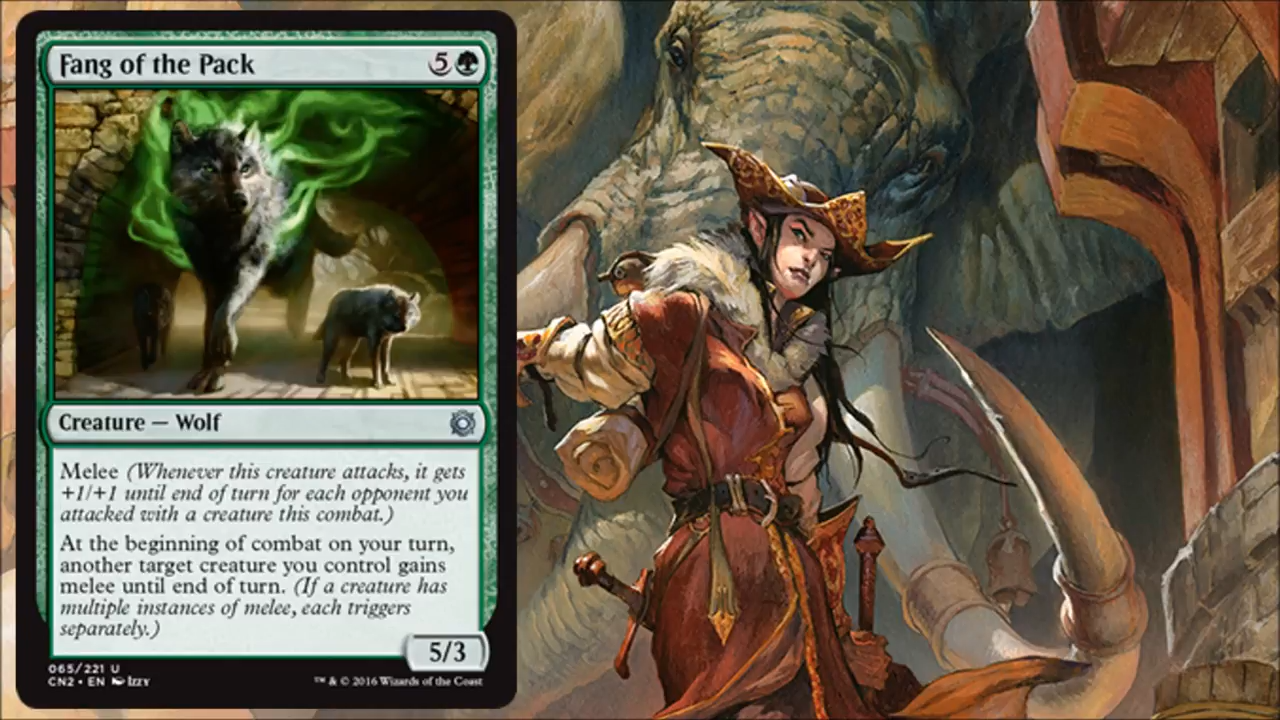 Fang of the Pack 5
Creature — Wolf
Melee (Whenever this creature attacks, it gets
+1/+1 until end of turn for each opponent you
attacked with a creature this combat.)
At the beginning of combat on your turn,
another target creature you control gains
melee until end of turn. (If a creature has
multiple instances of melee, each triggers
separately.)
5/3
065/221 U
CN2 • EN Izzy
™ & © 2016 Wizards of the Coast